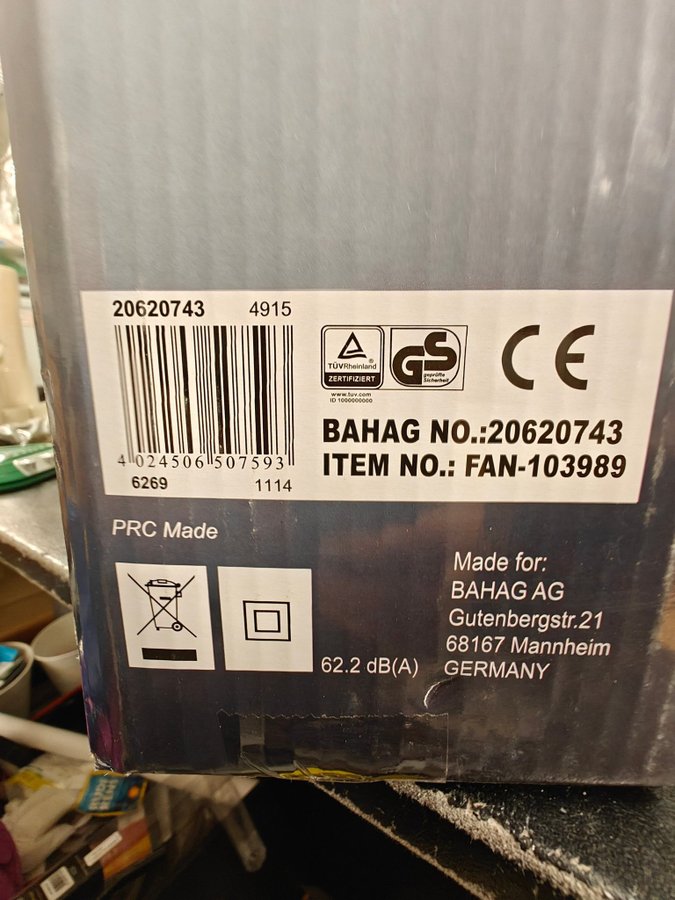 20620743 4915
4 024506 507593
6269 1114
TÜVRheinland®
ZERTIFIZIERT
www.tuv.com
ID 1000000000
GS
geprüfte
Sicherheit
CE
BAHAG NO.:20620743
ITEM NO.: FAN-103989
PRC Made
62.2 dB(A)
Made for:
BAHAG AG
Gutenbergstr.21
68167 Mannheim
GERMANY